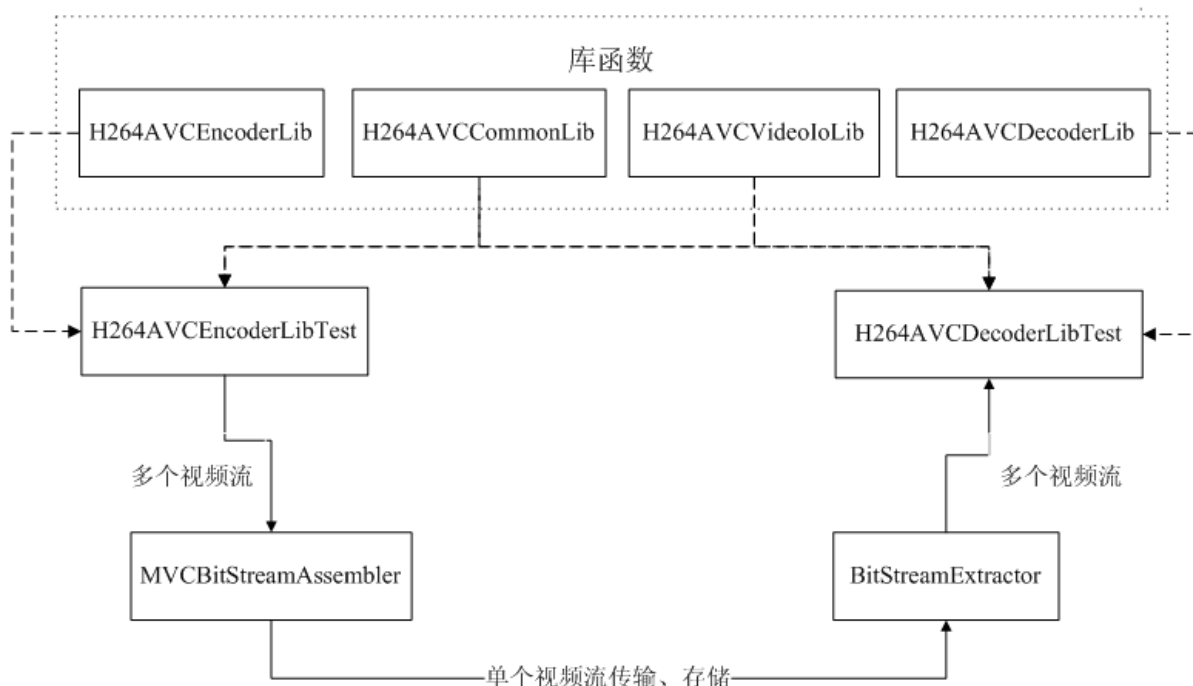 库函数
H264AVCEncoderLib
H264AVCCommonLib
H264AVCVideoIoLib
H264AVCDecoderLib
H264AVCEncoderLibTest
H264AVCDecoderLibTest
多个视频流
多个视频流
MVCBitStreamAssembler
BitStreamExtractor
单个视频流传输、存储